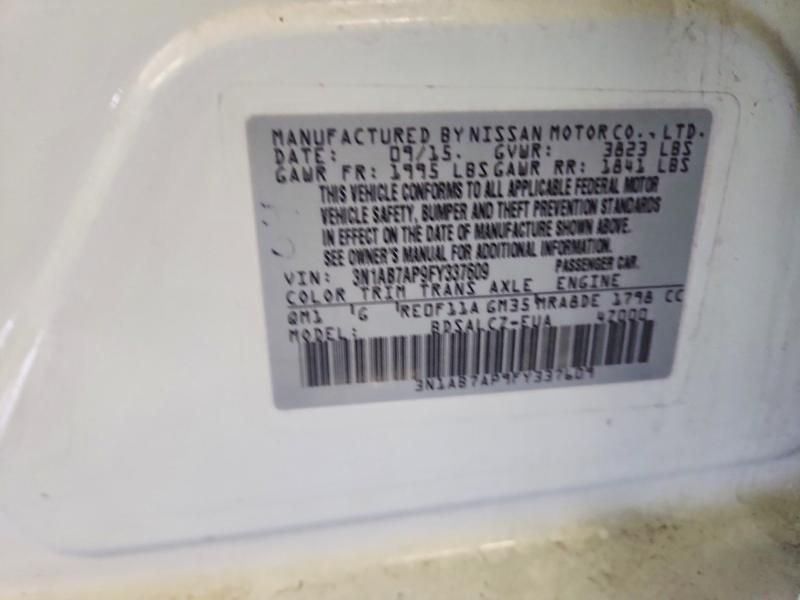 MANUFACTURED BY NISSAN MOTOR CO., LTD.
DATE: 09/15. GVWR: 3823 LBS
GAWR FR: 1995 LBS GAWR RR: 1841 LBS
THIS VEHICLE CONFORMS TO ALL APPLICABLE FEDERAL MOTOR
VEHICLE SAFETY, BUMPER AND THEFT PREVENTION STANDARDS
IN EFFECT ON THE DATE OF MANUFACTURE SHOWN ABOVE.
SEE OWNER'S MANUAL FOR ADDITIONAL INFORMATION.
VIN: 3N1AB7AP9FY337609 PASSENGER CAR.
COLOR TRIM TRANS AXLE ENGINE
QM1 G RE0F11A GM35 MRA8DE 1798 CC
MODEL: BDSALCZ-EUA 47000
3N1AB7AP9FY337609